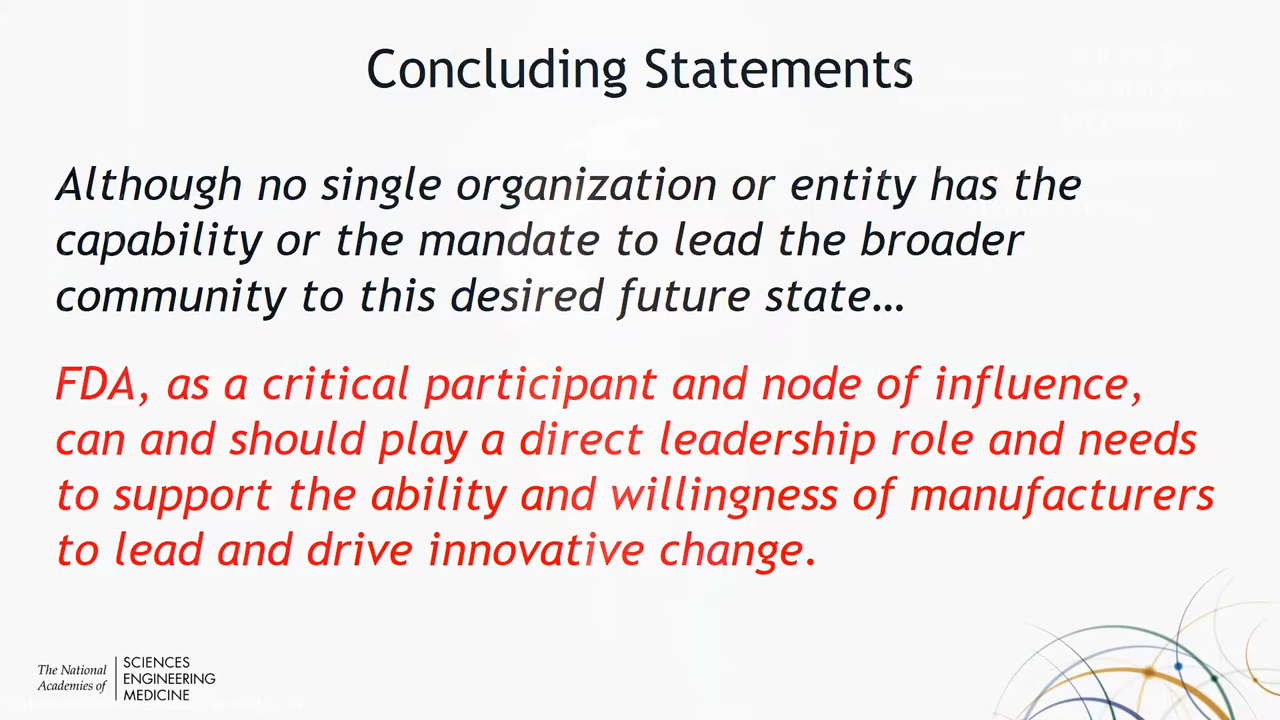 Concluding Statements
Although no single organization or entity has the
capability or the mandate to lead the broader
community to this desired future state…
FDA, as a critical participant and node of influence,
can and should play a direct leadership role and needs
to support the ability and willingness of manufacturers
to lead and drive innovative change.
The National
Academies of
SCIENCES
ENGINEERING
MEDICINE